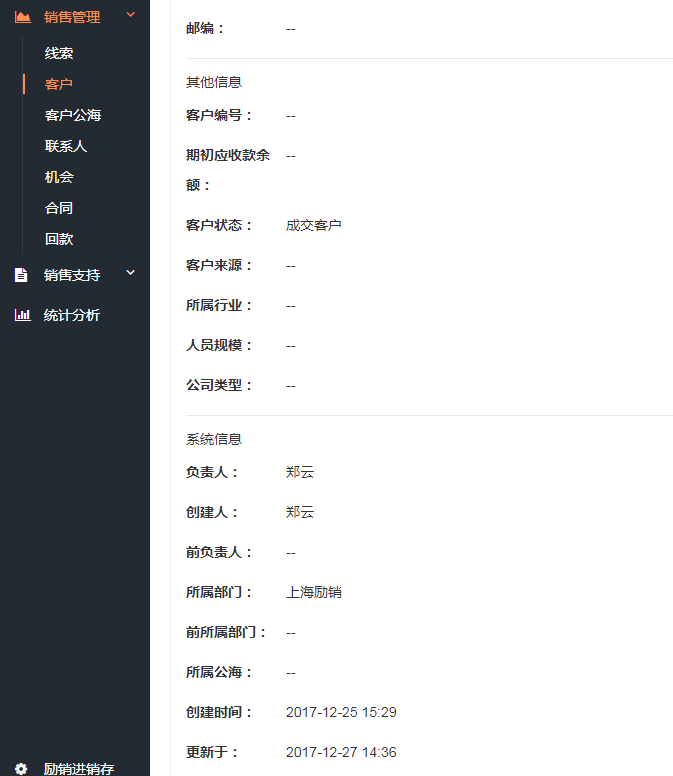 销售管理
线索
客户
客户公海
联系人
机会
合同
回款
销售支持
统计分析
励销进销存
邮编： --
其他信息
客户编号： --
期初应收款余 --
额：
客户状态： 成交客户
客户来源： --
所属行业： --
人员规模： --
公司类型： --
系统信息
负责人： 郑云
创建人： 郑云
前负责人： --
所属部门： 上海励销
前所属部门： --
所属公海： --
创建时间： 2017-12-25 15:29
更新于： 2017-12-27 14:36